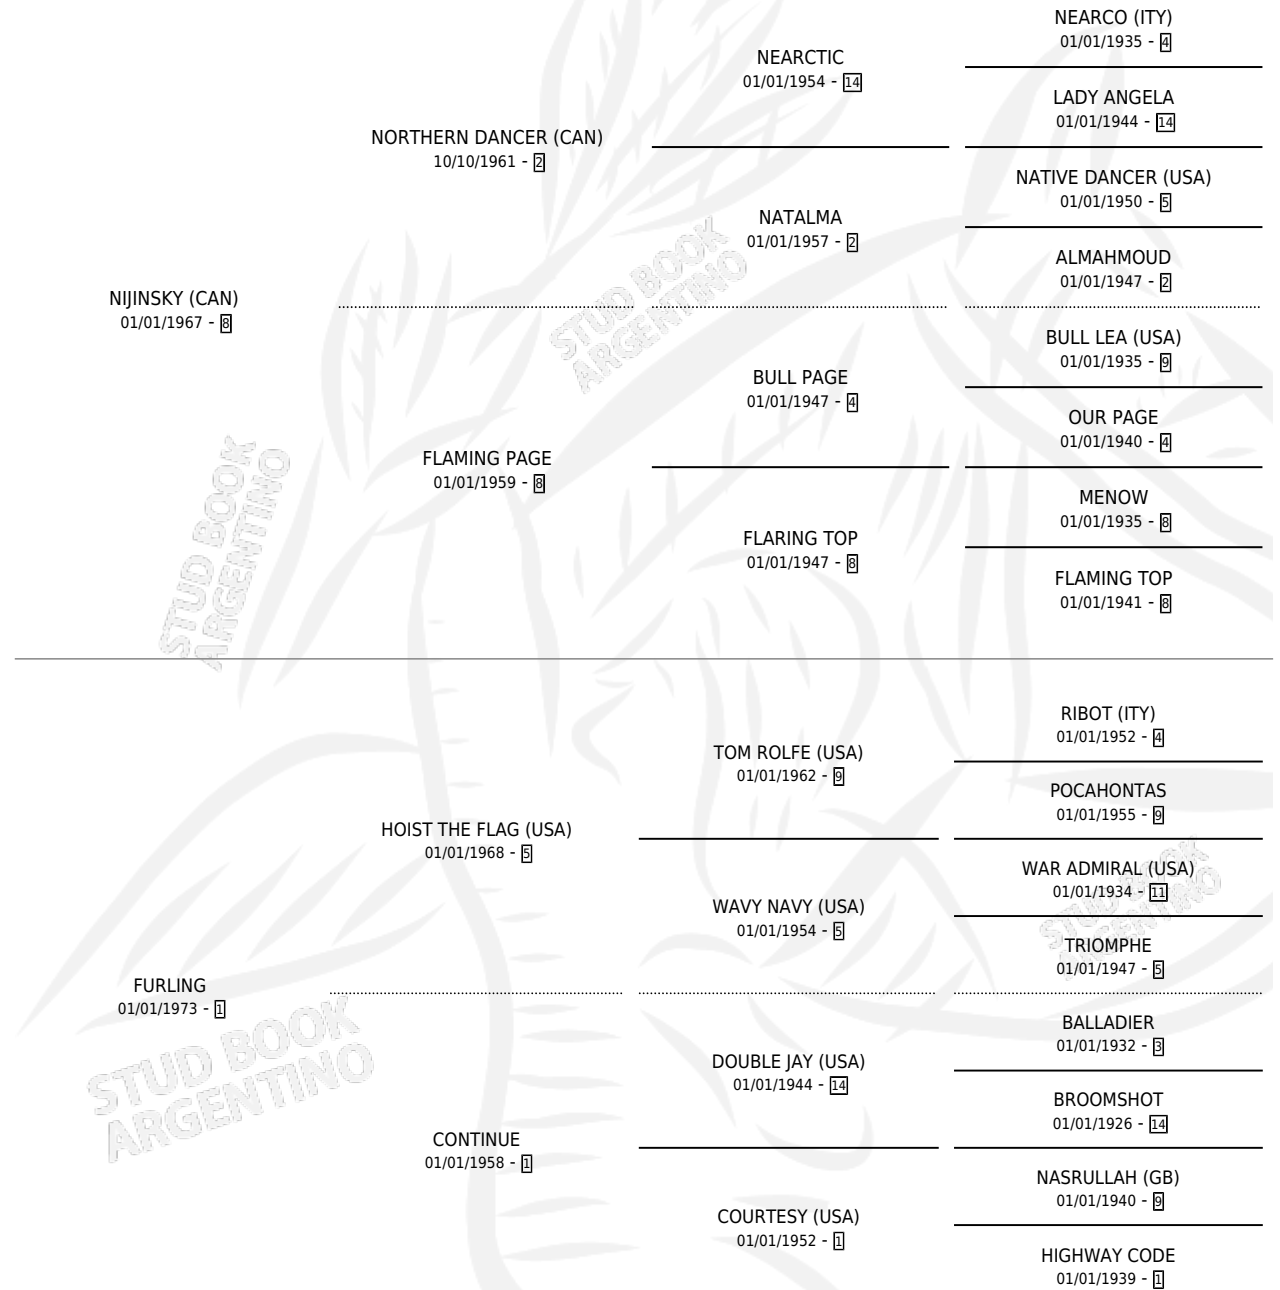 NEARCO (ITY)
01/01/1935 - 4
NEARCTIC
01/01/1954 - 14
LADY ANGELA
01/01/1944 - 14
NORTHERN DANCER (CAN)
10/10/1961 - 2
NATIVE DANCER (USA)
01/01/1950 - 5
NATALMA
01/01/1957 - 2
ALMAHMOUD
01/01/1947 - 2
NIJINSKY (CAN)
01/01/1967 - 8
BULL LEA (USA)
01/01/1935 - 9
BULL PAGE
01/01/1947 - 4
OUR PAGE
01/01/1940 - 4
FLAMING PAGE
01/01/1959 - 8
MENOW
01/01/1935 - 8
FLARING TOP
01/01/1947 - 8
FLAMING TOP
01/01/1941 - 8
RIBOT (ITY)
01/01/1952 - 4
TOM ROLFE (USA)
01/01/1962 - 9
POCAHONTAS
01/01/1955 - 9
HOIST THE FLAG (USA)
01/01/1968 - 5
WAR ADMIRAL (USA)
01/01/1934 - 11
WAVY NAVY (USA)
01/01/1954 - 5
TRIOMPHE
01/01/1947 - 5
FURLING
01/01/1973 - 1
BALLADIER
01/01/1932 - 3
DOUBLE JAY (USA)
01/01/1944 - 14
BROOMSHOT
01/01/1926 - 14
CONTINUE
01/01/1958 - 1
NASRULLAH (GB)
01/01/1940 - 9
COURTESY (USA)
01/01/1952 - 1
HIGHWAY CODE
01/01/1939 - 1
STUD BOOK
ARGENTINO
STUD BOOK
ARGENTINO
STUD BOOK
ARGENTINO
STUD BOOK
ARGENTINO